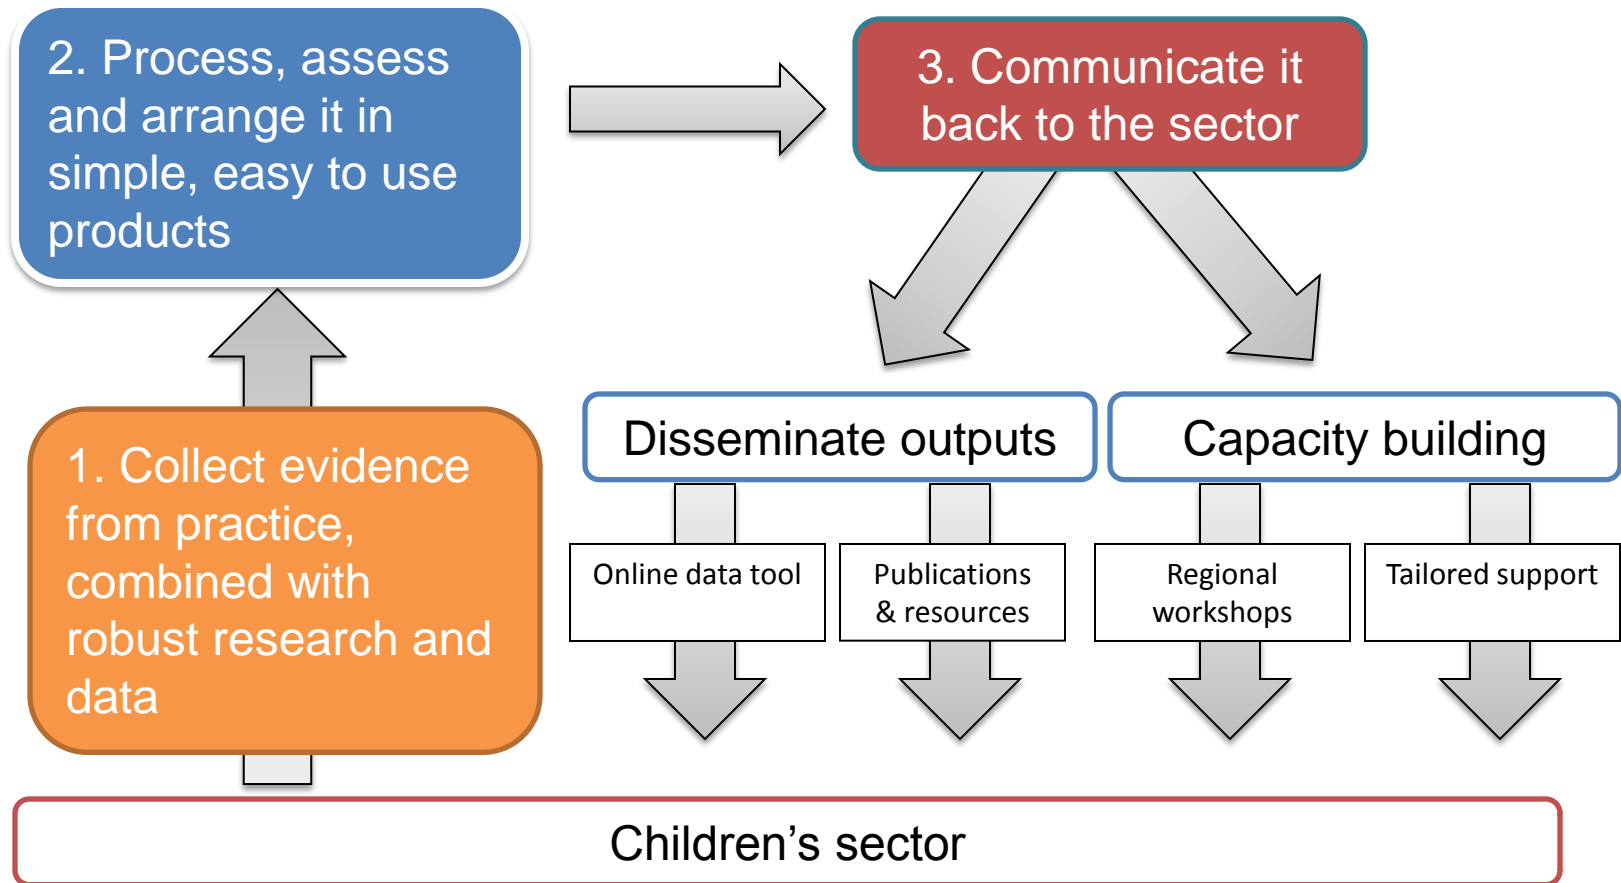 2. Process, assess
and arrange it in
simple, easy to use
products
3. Communicate it
back to the sector
1. Collect evidence
from practice,
combined with
robust research and
data
Disseminate outputs
Capacity building
Online data tool
Publications
& resources
Regional
workshops
Tailored support
Children’s sector